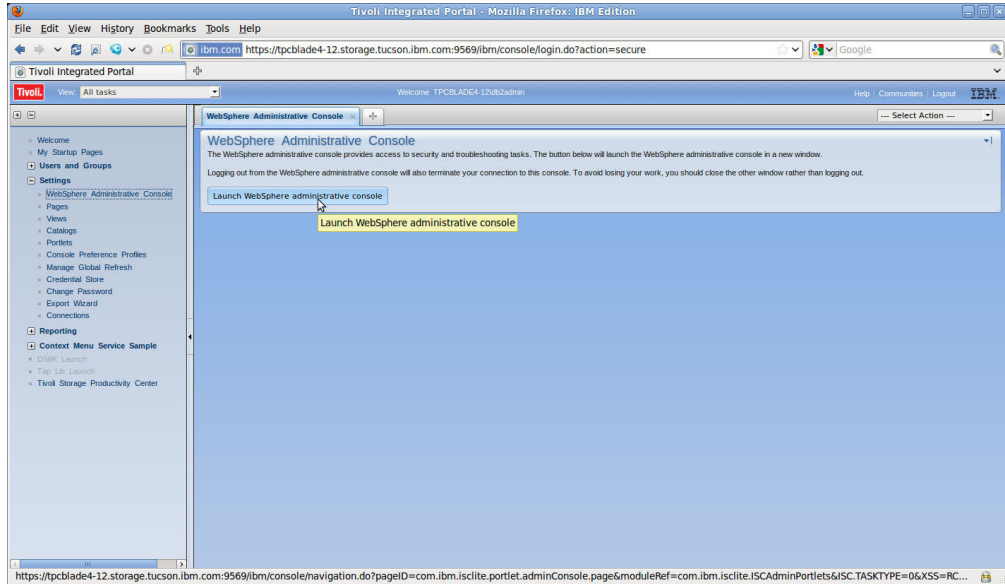 Tivoli Integrated Portal - Mozilla Firefox: IBM Edition
File Edit View History Bookmarks Tools Help
ibm.com https://tpcblade4-12.storage.tucson.ibm.com:9569/ibm/console/login.do?action=secure
Google
Tivoli Integrated Portal
Tivoli. View: All tasks Welcome TPCBLADE4-12\db2admin Help Communities Logout IBM.
WebSphere Administrative Console
--- Select Action ---
Welcome
My Startup Pages
Users and Groups
Settings
WebSphere Administrative Console
Pages
Views
Catalogs
Portlets
Console Preference Profiles
Manage Global Refresh
Credential Store
Change Password
Export Wizard
Connections
Reporting
Context Menu Service Sample
DS8K Launch
Tap Lib Launch
Tivoli Storage Productivity Center
WebSphere Administrative Console
The WebSphere administrative console provides access to security and troubleshooting tasks. The button below will launch the WebSphere administrative console in a new window.
Logging out from the WebSphere administrative console will also terminate your connection to this console. To avoid losing your work, you should close the other window rather than logging out.
Launch WebSphere administrative console
Launch WebSphere administrative console
https://tpcblade4-12.storage.tucson.ibm.com:9569/ibm/console/navigation.do?pageID=com.ibm.isclite.portlet.adminConsole.page&moduleRef=com.ibm.isclite.ISCAdminPortlets&ISC.TASKTYPE=0&XSS=RC...